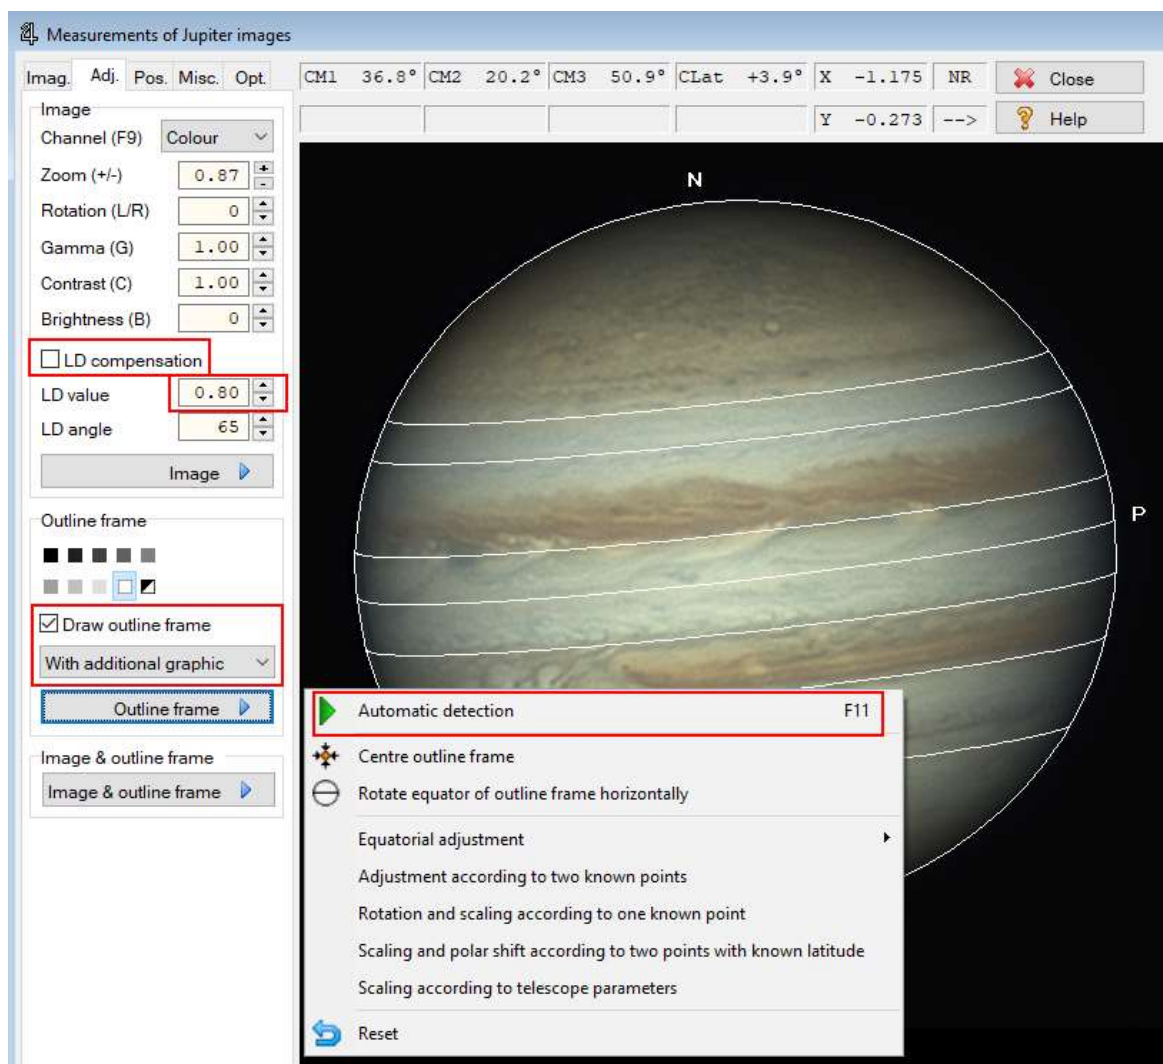 Measurements of Jupiter images
Imag. Adj. Pos. Misc. Opt.
CM1 36.8° CM2 20.2° CM3 50.9° CLat +3.9° X -1.175 NR Close
Y -0.273 --> Help
Image
Channel (F9) Colour
Zoom (+/-) 0.87
Rotation (L/R) 0
Gamma (G) 1.00
Contrast (C) 1.00
Brightness (B) 0
LD compensation
LD value 0.80
LD angle 65
Image
Outline frame
Draw outline frame
With additional graphic
Outline frame
Image & outline frame
Image & outline frame
N
P
Automatic detection F11
Centre outline frame
Rotate equator of outline frame horizontally
Equatorial adjustment
Adjustment according to two known points
Rotation and scaling according to one known point
Scaling and polar shift according to two points with known latitude
Scaling according to telescope parameters
Reset